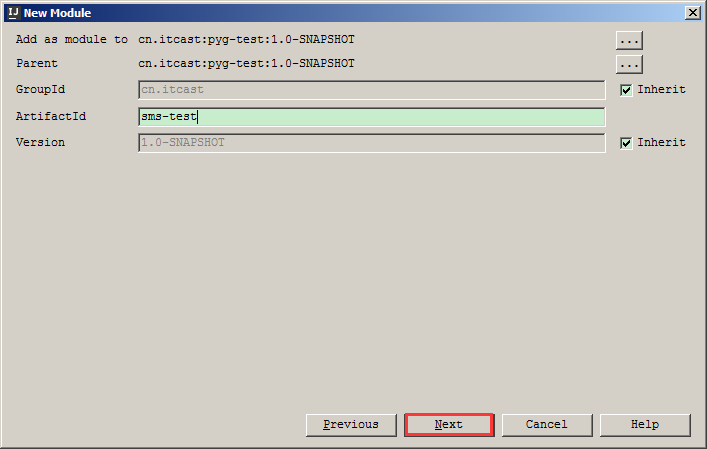 IJ New Module
Add as module to cn.itcast:pyg-test:1.0-SNAPSHOT ...
Parent cn.itcast:pyg-test:1.0-SNAPSHOT ...
GroupId cn.itcast Inherit
ArtifactId sms-test
Version 1.0-SNAPSHOT Inherit
Previous Next Cancel Help